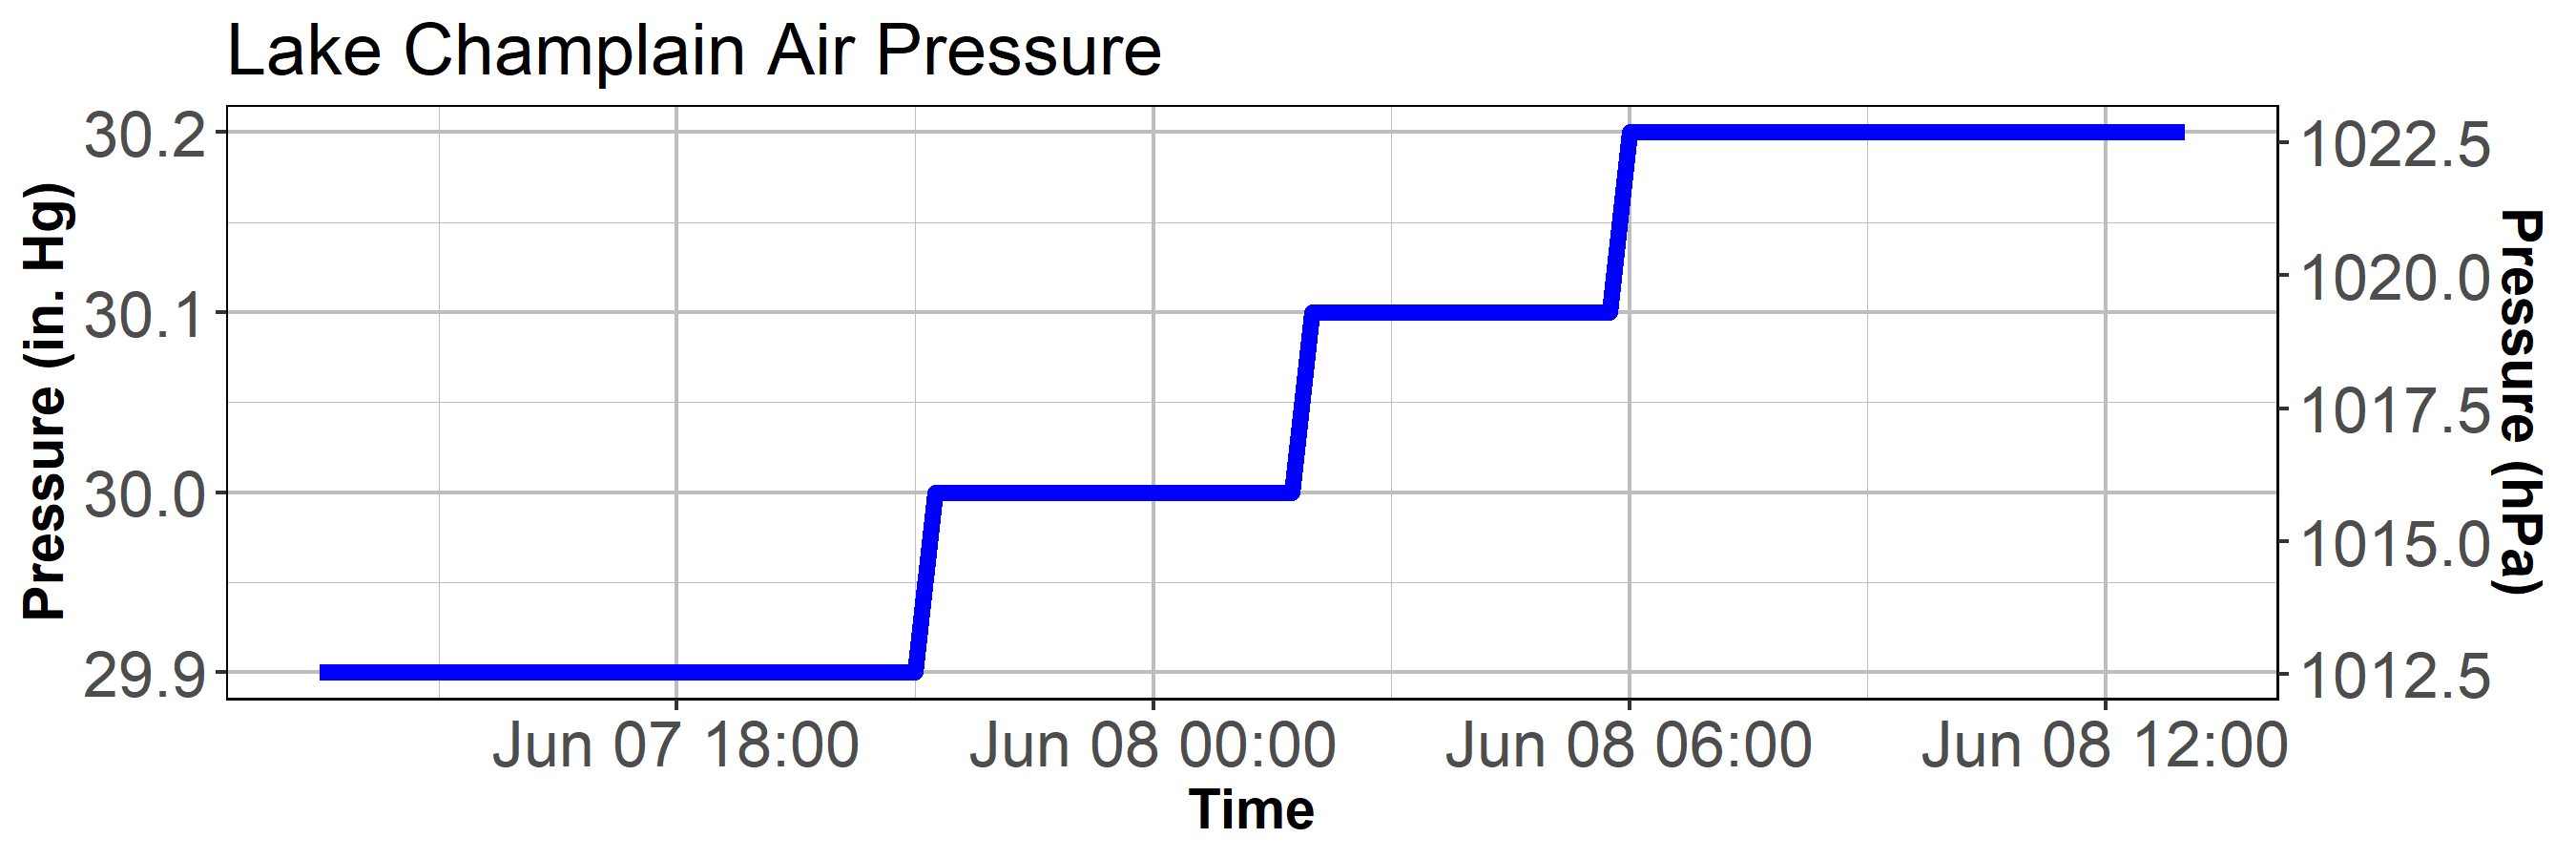 Lake Champlain Air Pressure
Pressure (in. Hg)
30.2
30.1
30.0
29.9
1022.5
1020.0
1017.5
1015.0
1012.5
Pressure (hPa)
Jun 07 18:00 Jun 08 00:00 Jun 08 06:00 Jun 08 12:00
Time